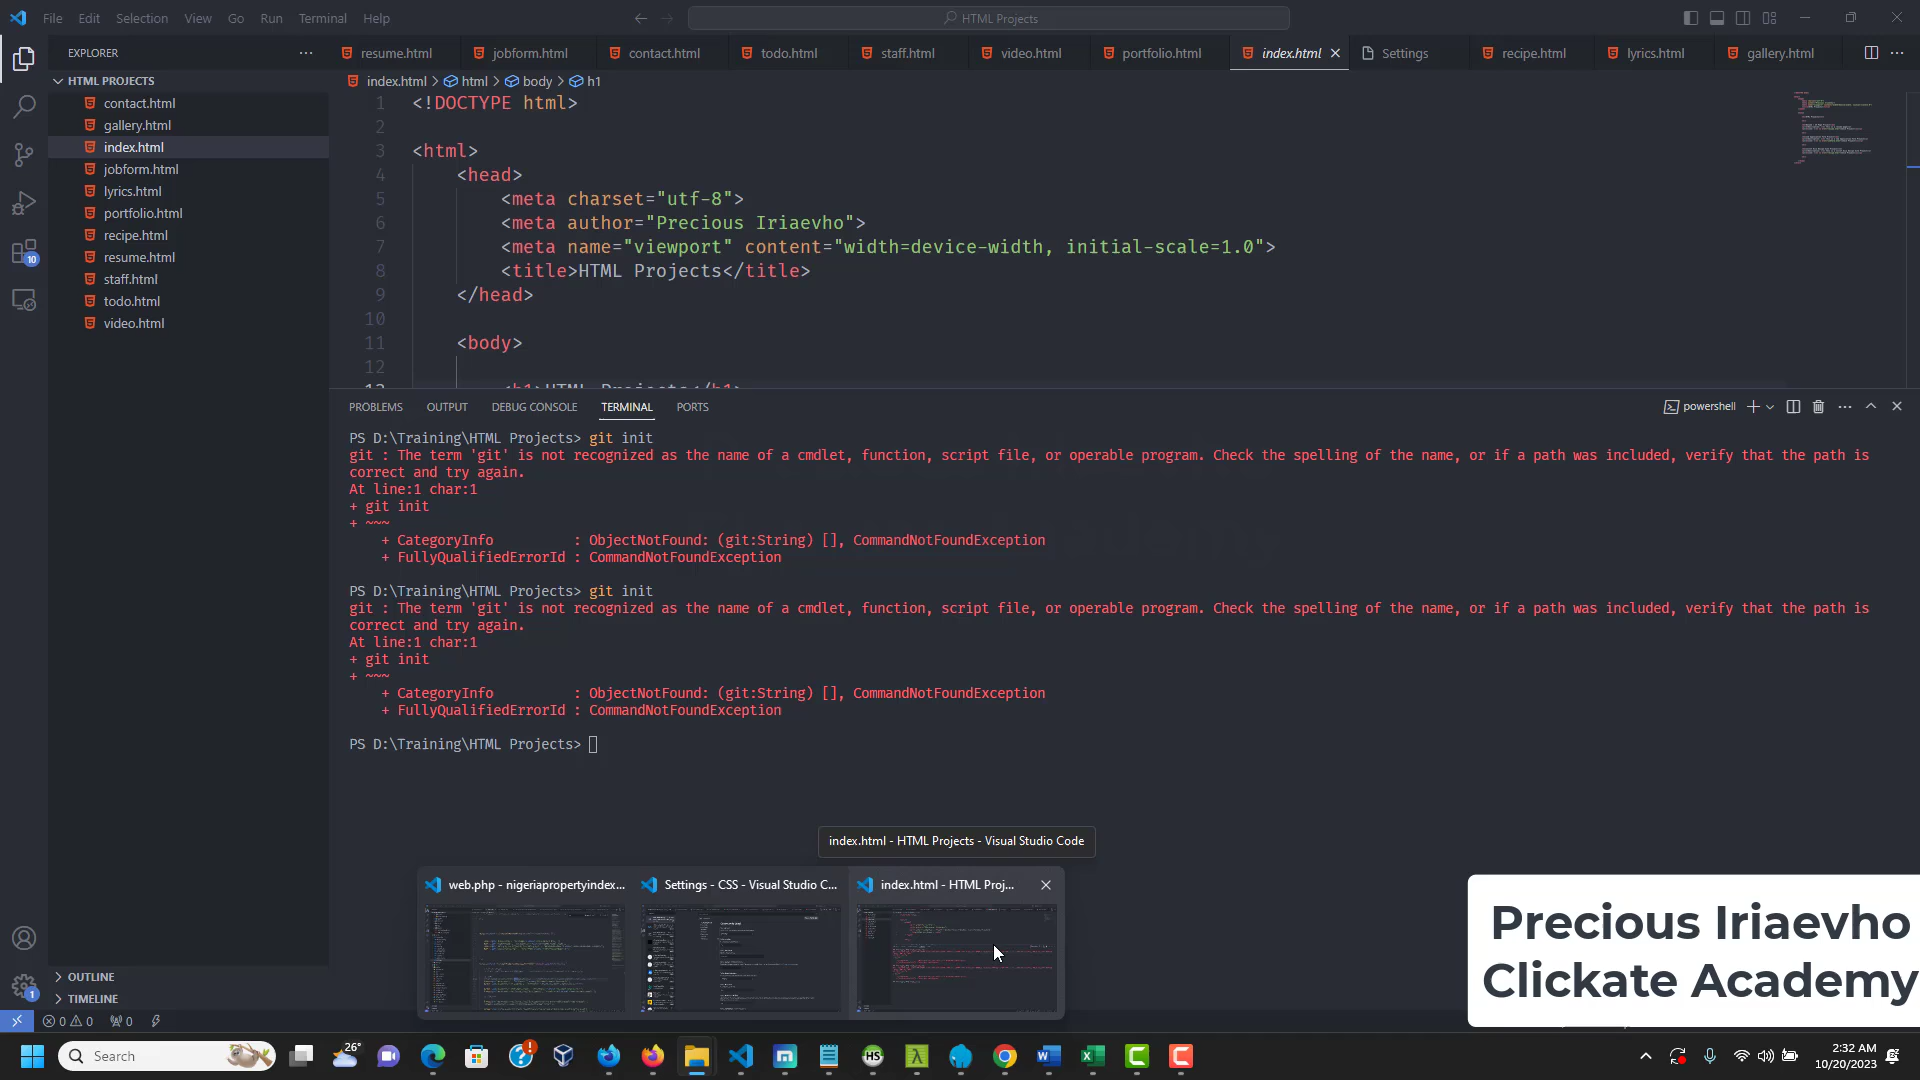 File Edit Selection View Go Run Terminal Help
HTML Projects
EXPLORER
resume.html jobform.html contact.html todo.html staff.html video.html portfolio.html index.html Settings recipe.html lyrics.html gallery.html
HTML PROJECTS
index.html > html > body > h1
contact.html
gallery.html
index.html
jobform.html
lyrics.html
portfolio.html
recipe.html
resume.html
staff.html
todo.html
video.html
1 <!DOCTYPE html>
2
3 <html>
4 <head>
5 <meta charset="utf-8">
6 <meta author="Precious Iriaevho">
7 <meta name="viewport" content="width=device-width, initial-scale=1.0">
8 <title>HTML Projects</title>
9 </head>
10
11 <body>
12
<h1>HTML Projects</h1>
10
PROBLEMS OUTPUT DEBUG CONSOLE TERMINAL PORTS
powershell
PS D:\Training\HTML Projects> git init
git : The term 'git' is not recognized as the name of a cmdlet, function, script file, or operable program. Check the spelling of the name, or if a path was included, verify that the path is
correct and try again.
At line:1 char:1
+ git init
+ ~~~
+ CategoryInfo : ObjectNotFound: (git:String) [], CommandNotFoundException
+ FullyQualifiedErrorId : CommandNotFoundException
PS D:\Training\HTML Projects> git init
git : The term 'git' is not recognized as the name of a cmdlet, function, script file, or operable program. Check the spelling of the name, or if a path was included, verify that the path is
correct and try again.
At line:1 char:1
+ git init
+ ~~~
+ CategoryInfo : ObjectNotFound: (git:String) [], CommandNotFoundException
+ FullyQualifiedErrorId : CommandNotFoundException
PS D:\Training\HTML Projects>
index.html - HTML Projects - Visual Studio Code
web.php - nigeriapropertyindex...
Settings - CSS - Visual Studio C...
index.html - HTML Proj...
Precious Iriaevho
Clickate Academy
OUTLINE
TIMELINE
1
0 0 0
Search
26°
2:32 AM
10/20/2023